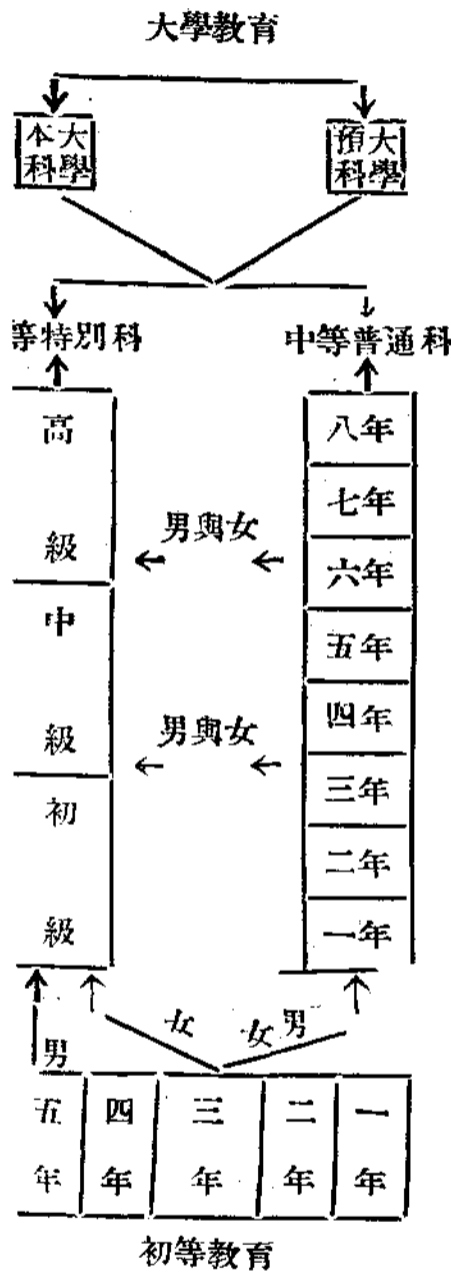 大學教育
大學預科
大學本科
中等普通科
等特別科
八年
七年
六年
五年
四年
三年
二年
一年
高級
中級
初級
男與女
男與女
男
女
女
男
一年
二年
三年
四年
五年
初等教育